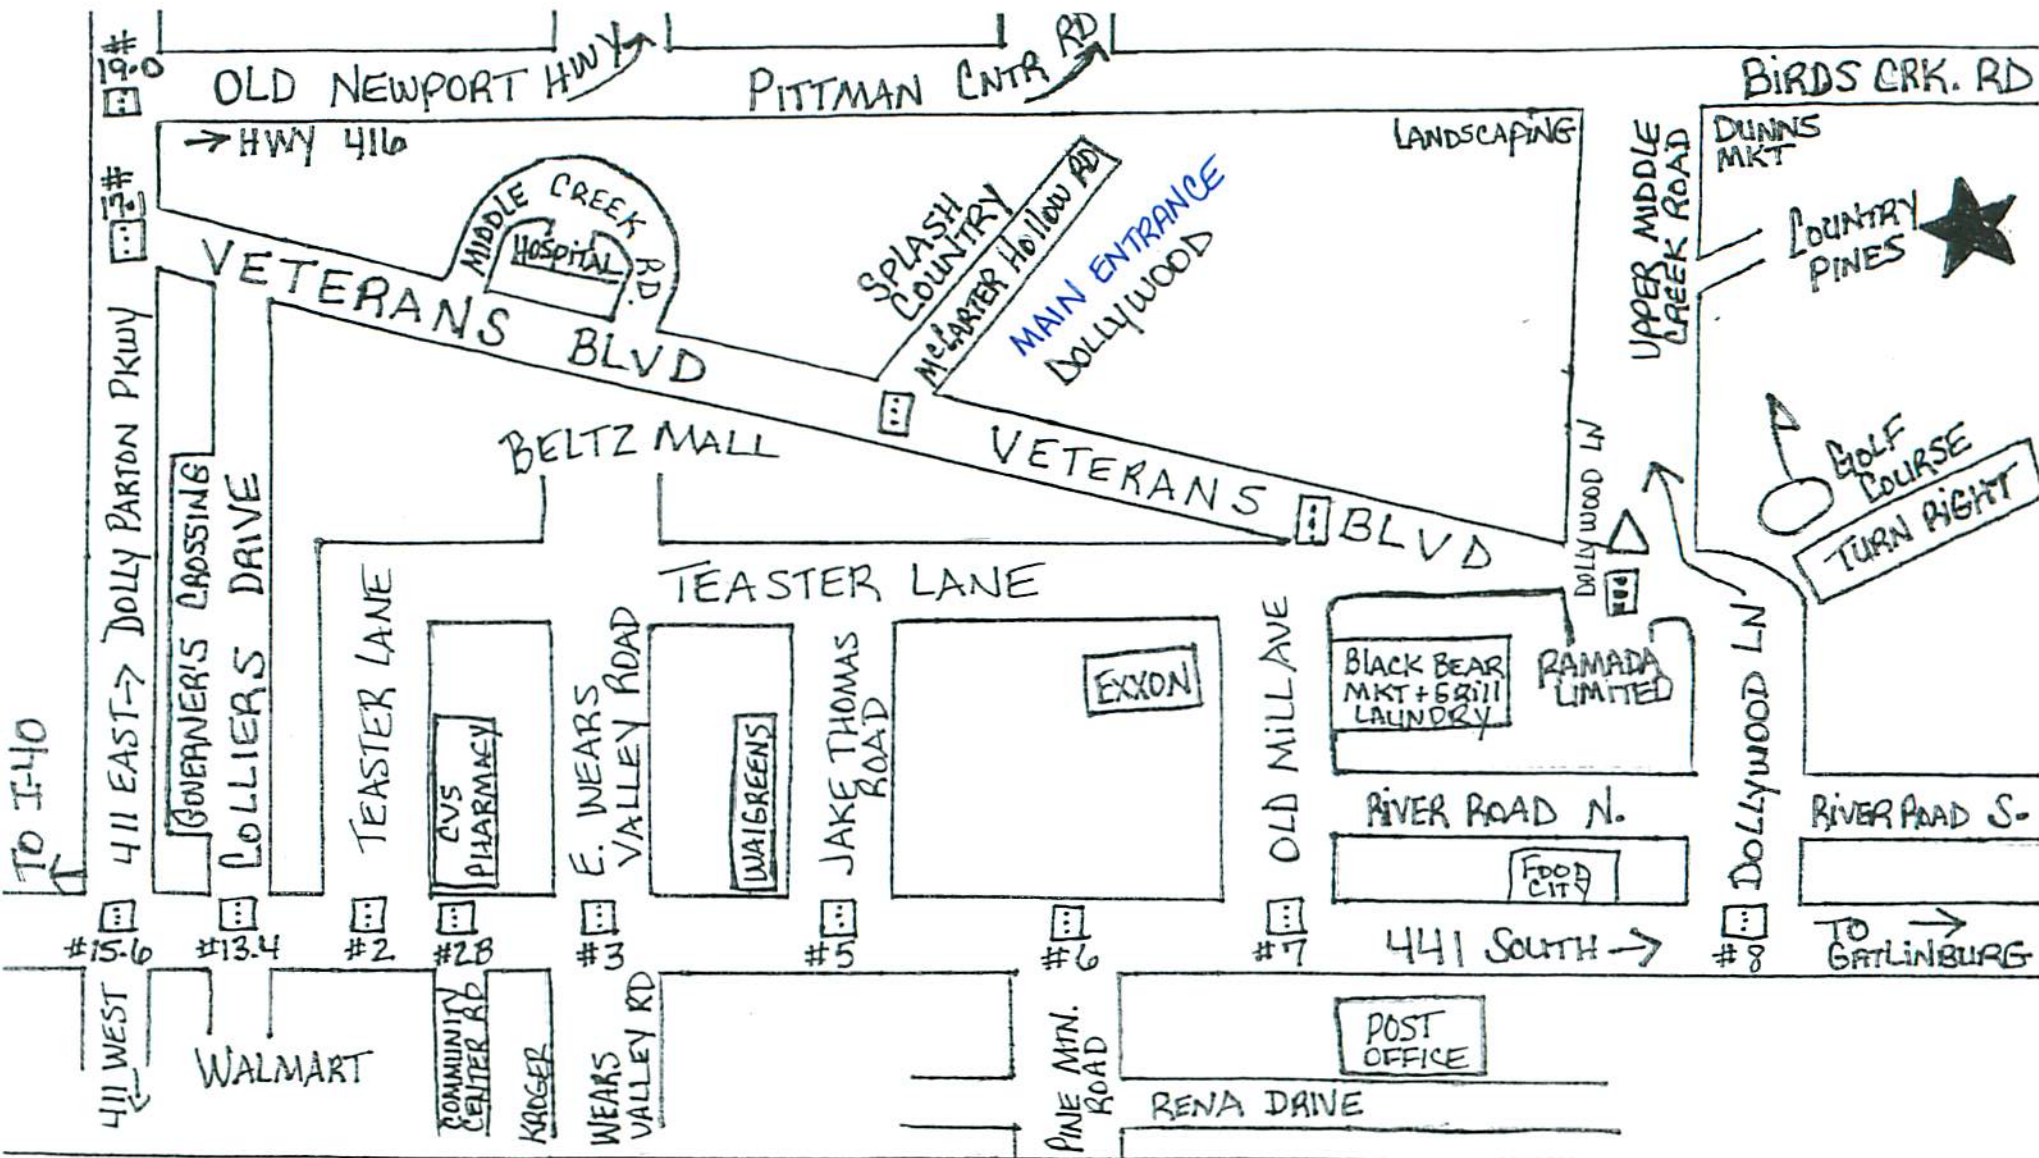 #
19.0
OLD NEWPORT HWY
PITTMAN CNTR RD
BIRDS CRK. RD
→ HWY 416
LANDSCAPING
UPPER MIDDLE
CREEK ROAD
DUNNS
MKT
#
17.1
MIDDLE CREEK RD.
HOSPITAL
SPLASH
COUNTRY
McCARTER HOLLOW RD
MAIN ENTRANCE
DOLLYWOOD
COUNTRY
PINES
VETERANS BLVD
BELTZ MALL
VETERANS BLVD
DOLLYWOOD LN
GOLF
COURSE
TURN RIGHT
411 EAST → DOLLY PARTON PKWY
GOVERNER'S CROSSING
COLLIERS DRIVE
TEASTER LANE
TEASTER LANE
CVS
PHARMACY
E. WEARS
VALLEY ROAD
WALGREENS
JAKE THOMAS
ROAD
EXXON
OLD MILL AVE
BLACK BEAR
MKT + GRill
LAUNDRY
RAMADA
LIMITED
DOLLYWOOD LN
TO I-40
RIVER ROAD N.
RIVER ROAD S.
FOOD
CITY
#15.6
#13.4
#2
#2B
#3
#5
#6
#7
441 SOUTH →
#8
TO →
GATLINBURG
411 WEST
WALMART
COMMUNITY
CENTER RD
KROGER
WEARS
VALLEY RD
PINE MTN.
ROAD
POST
OFFICE
RENA DRIVE